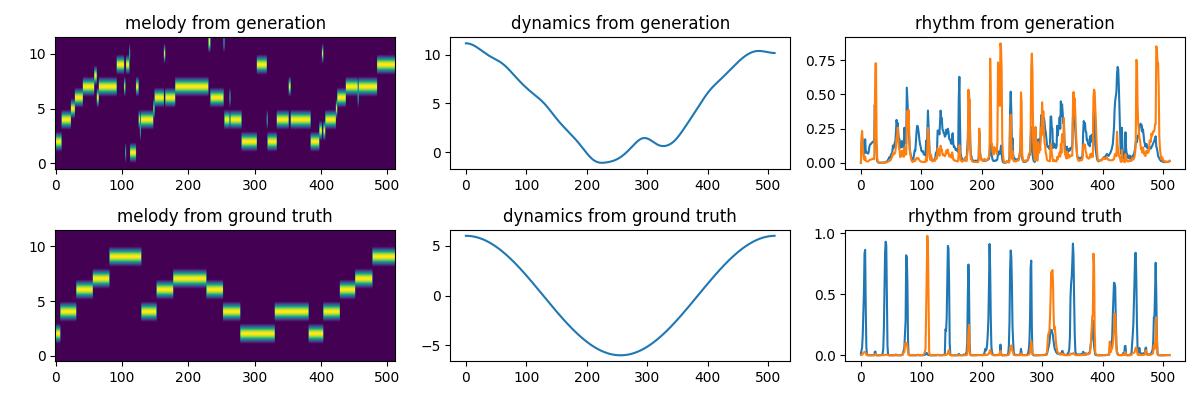 melody from generation
10
5
0
0 100 200 300 400 500
dynamics from generation
10
5
0
0 100 200 300 400 500
rhythm from generation
0.75
0.50
0.25
0.00
0 100 200 300 400 500
melody from ground truth
10
5
0
0 100 200 300 400 500
dynamics from ground truth
5
0
−5
0 100 200 300 400 500
rhythm from ground truth
1.0
0.5
0.0
0 100 200 300 400 500